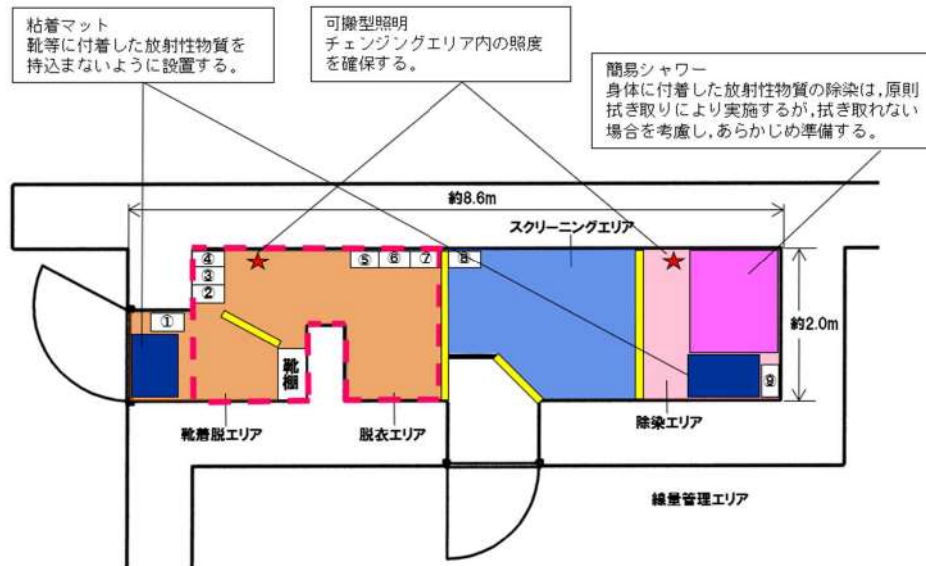 粘着マット
靴等に付着した放射性物質を
持込まないように設置する。
可搬型照明
チェンジングエリア内の照度
を確保する。
簡易シャワー
身体に付着した放射性物質の除染は,原則
拭き取りにより実施するが,拭き取れない
場合を考慮し,あらかじめ準備する。
約8.6m
スクリーニングエリア
④
③
②
①
⑤ ⑥ ⑦ ⑧
約2.0m
靴棚
⑨
靴着脱エリア
脱衣エリア
除染エリア
線量管理エリア